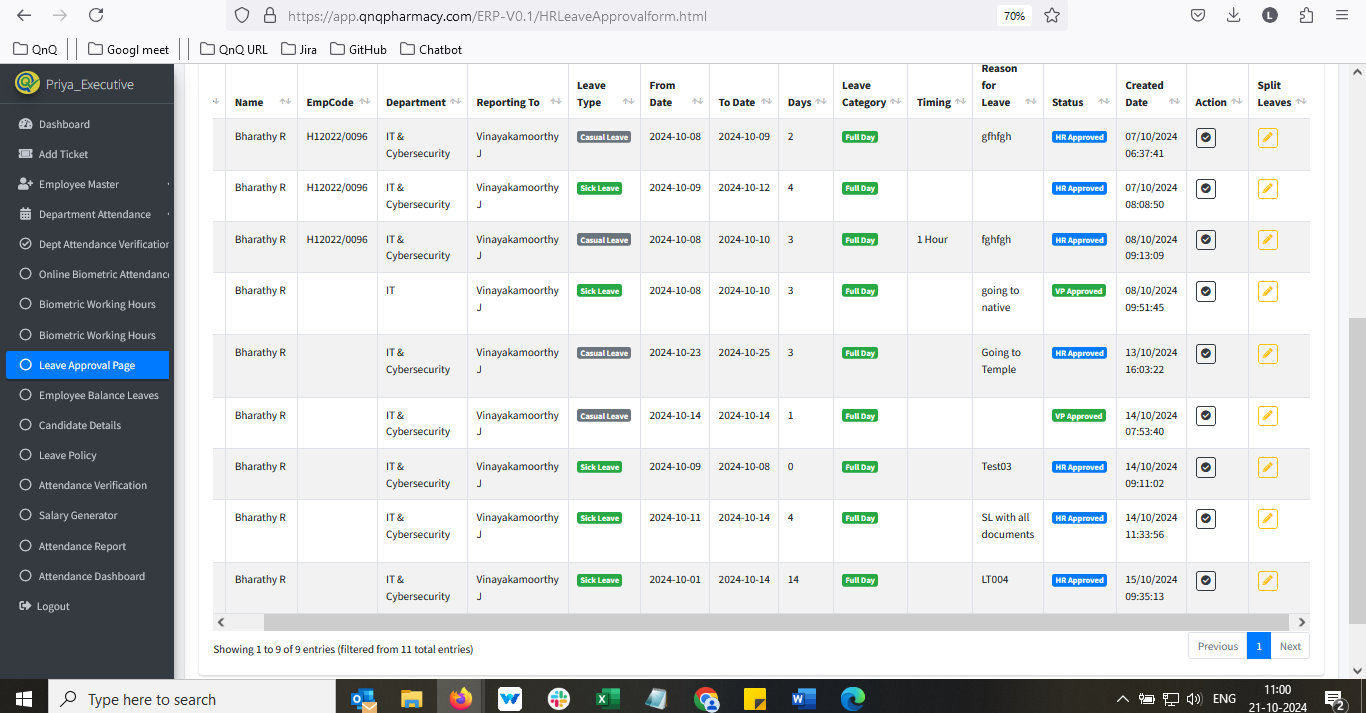 https://app.qnqpharmacy.com/ERP-V0.1/HRLeaveApprovalform.html
70%
L
QnQ
Googl meet
QnQ URL
Jira
GitHub
Chatbot
Priya_Executive
Dashboard
Add Ticket
Employee Master
Department Attendance
Dept Attendance Verification
Online Biometric Attendanc
Biometric Working Hours
Biometric Working Hours
Leave Approval Page
Employee Balance Leaves
Candidate Details
Leave Policy
Attendance Verification
Salary Generator
Attendance Report
Attendance Dashboard
Logout
Name EmpCode Department Reporting To Leave Type From Date To Date Days Leave Category Timing Reason for Leave Status Created Date Action Split Leaves
Bharathy R H12022/0096 IT & Cybersecurity Vinayakamoorthy J Casual Leave 2024-10-08 2024-10-09 2 Full Day gfhfgh HR Approved 07/10/2024 06:37:41
Bharathy R H12022/0096 IT & Cybersecurity Vinayakamoorthy J Sick Leave 2024-10-09 2024-10-12 4 Full Day HR Approved 07/10/2024 08:08:50
Bharathy R H12022/0096 IT & Cybersecurity Vinayakamoorthy J Casual Leave 2024-10-08 2024-10-10 3 Full Day 1 Hour fghfgh HR Approved 08/10/2024 09:13:09
Bharathy R IT Vinayakamoorthy J Sick Leave 2024-10-08 2024-10-10 3 Full Day going to native VP Approved 08/10/2024 09:51:45
Bharathy R IT & Cybersecurity Vinayakamoorthy J Casual Leave 2024-10-23 2024-10-25 3 Full Day Going to Temple HR Approved 13/10/2024 16:03:22
Bharathy R IT & Cybersecurity Vinayakamoorthy J Casual Leave 2024-10-14 2024-10-14 1 Full Day VP Approved 14/10/2024 07:53:40
Bharathy R IT & Cybersecurity Vinayakamoorthy J Sick Leave 2024-10-09 2024-10-08 0 Full Day Test03 HR Approved 14/10/2024 09:11:02
Bharathy R IT & Cybersecurity Vinayakamoorthy J Sick Leave 2024-10-11 2024-10-14 4 Full Day SL with all documents HR Approved 14/10/2024 11:33:56
Bharathy R IT & Cybersecurity Vinayakamoorthy J Sick Leave 2024-10-01 2024-10-14 14 Full Day LT004 HR Approved 15/10/2024 09:35:13
Showing 1 to 9 of 9 entries (filtered from 11 total entries)
Previous 1 Next
Type here to search
ENG
11:00
21-10-2024
2